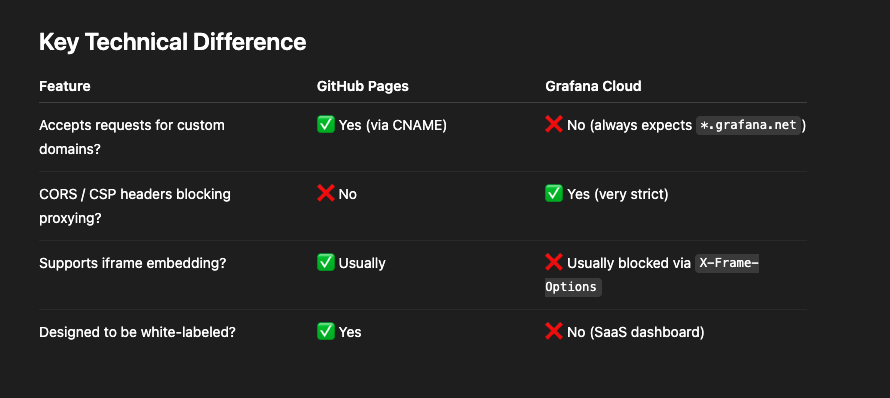 Key Technical Difference
Feature GitHub Pages Grafana Cloud
Accepts requests for custom domains? ✅ Yes (via CNAME) ❌ No (always expects *.grafana.net)
CORS / CSP headers blocking proxying? ❌ No ✅ Yes (very strict)
Supports iframe embedding? ✅ Usually ❌ Usually blocked via X-Frame-Options
Designed to be white-labeled? ✅ Yes ❌ No (SaaS dashboard)